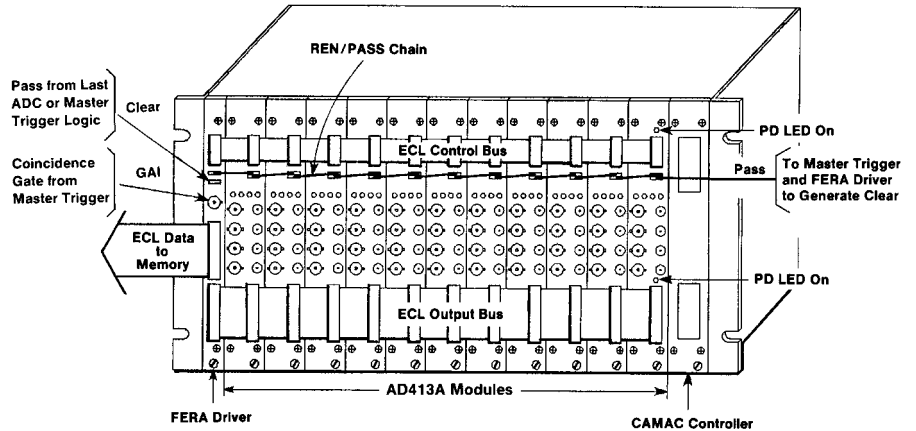 REN/PASS Chain
Pass from Last
ADC or Master
Trigger Logic
Clear
PD LED On
ECL Control Bus
Pass
Coincidence
Gate from
Master Trigger
GAI
To Master Trigger
and FERA Driver
to Generate Clear
ECL Data
to
Memory
PD LED On
ECL Output Bus
AD413A Modules
FERA Driver
CAMAC Controller